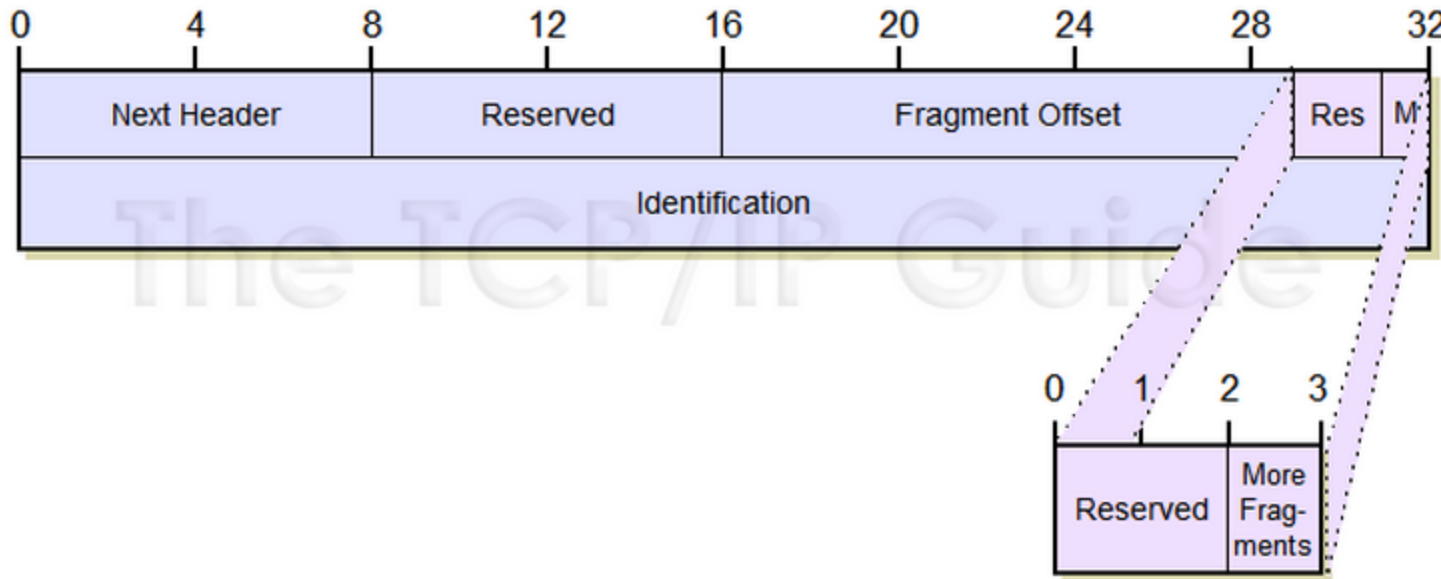 0 4 8 12 16 20 24 28 32
Next Header Reserved Fragment Offset Res M
Identification
The TCP/IP Guide
0 1 2 3
Reserved
More
Frag-
ments